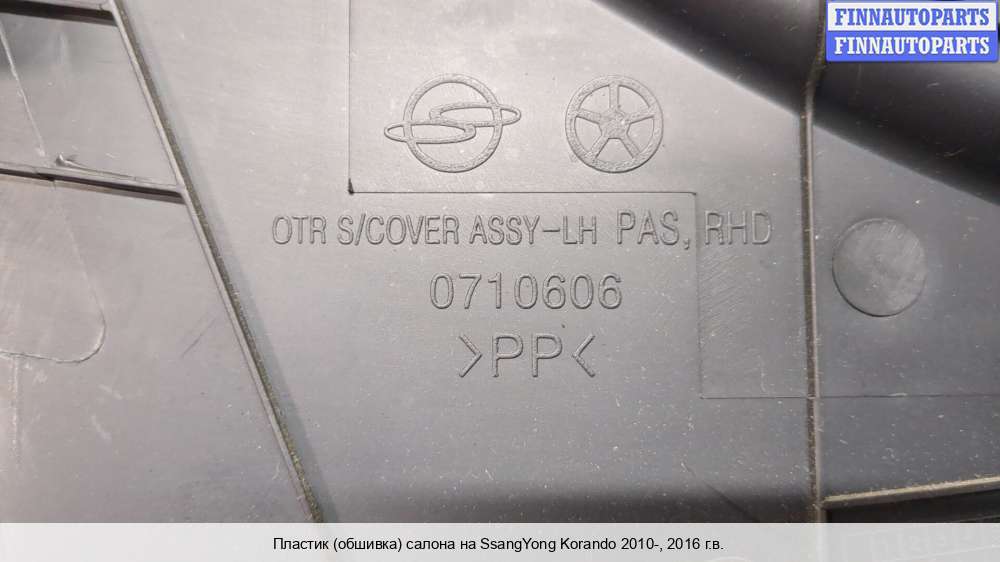 FINNAUTOPARTS
FINNAUTOPARTS
OTR S/COVER ASSY-LH PAS, RHD
0710606
>PP<
Пластик (обшивка) салона на SsangYong Korando 2010-, 2016 г.в.